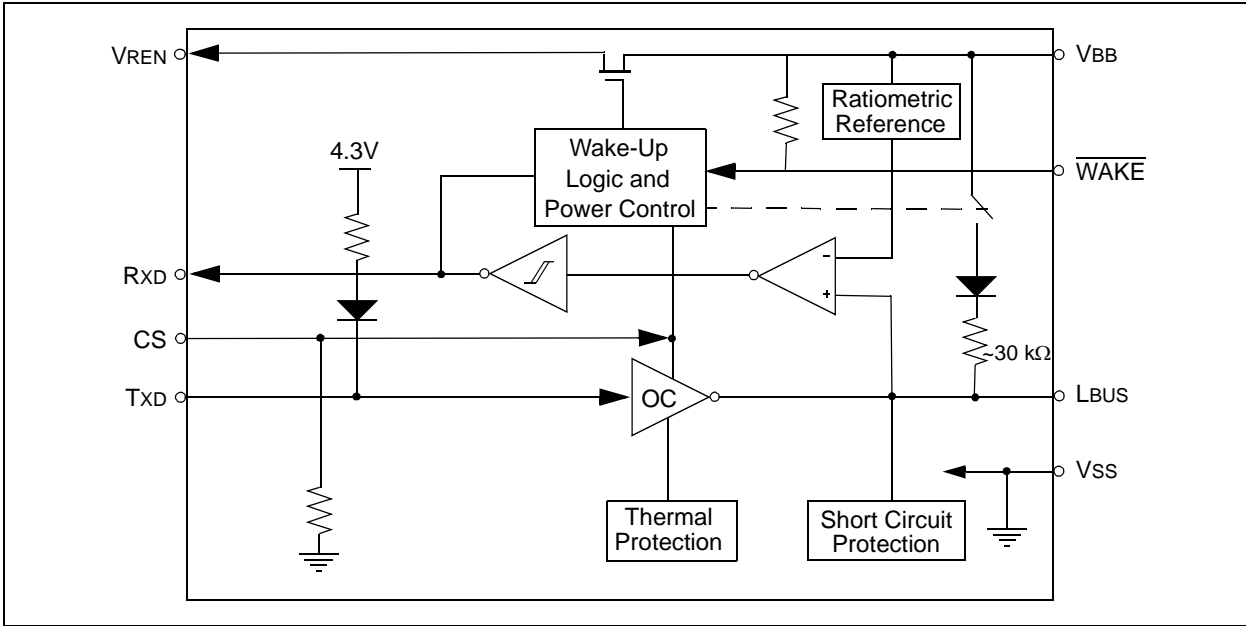 VREN
VBB
Ratiometric
Reference
4.3V
Wake-Up
Logic and
Power Control
WAKE
RXD
-
+
CS
~30 kΩ
TXD
OC
LBUS
VSS
Thermal
Protection
Short Circuit
Protection